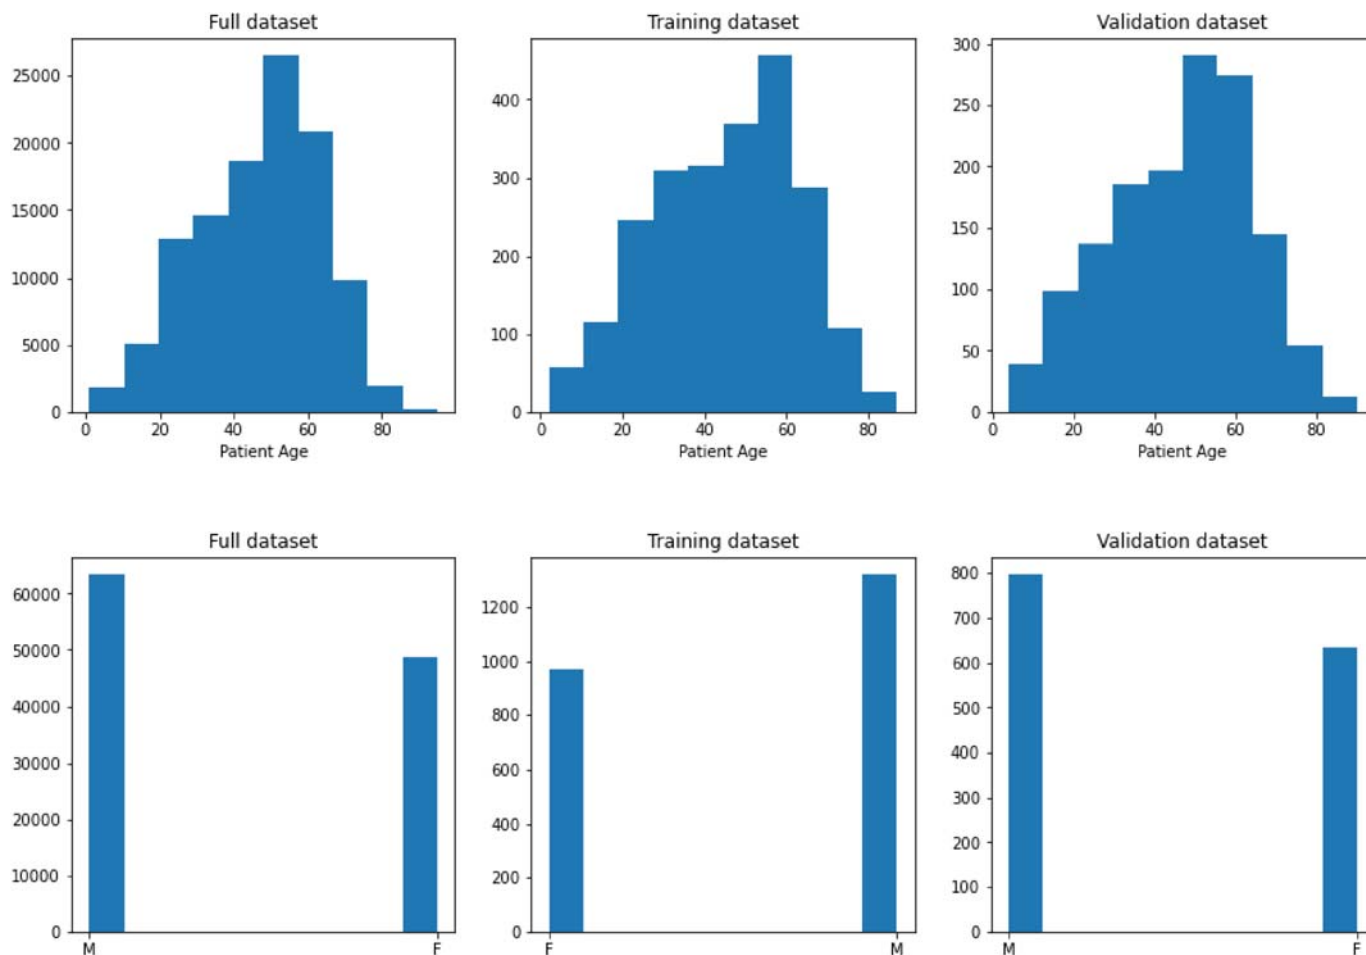 Full dataset
25000
20000
15000
10000
5000
0
0 20 40 60 80
Patient Age
Training dataset
400
300
200
100
0
0 20 40 60 80
Patient Age
Validation dataset
300
250
200
150
100
50
0
0 20 40 60 80
Patient Age
Full dataset
60000
50000
40000
30000
20000
10000
0
M F
Training dataset
1200
1000
800
600
400
200
0
F M
Validation dataset
800
700
600
500
400
300
200
100
0
M F